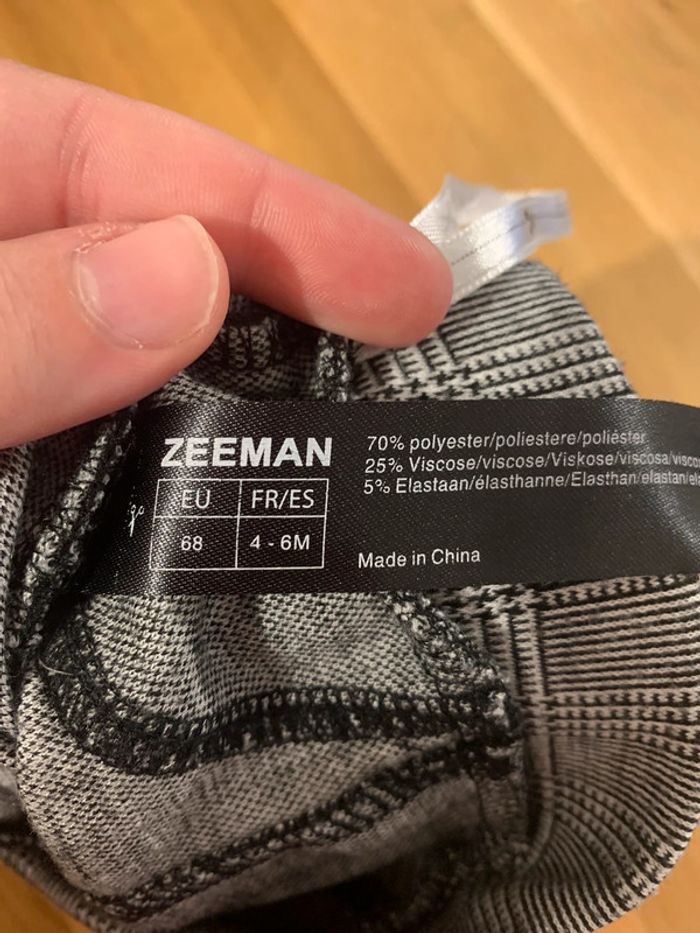 ZEEMAN
EU FR/ES
68 4 - 6M
70% polyester/poliestere/poliéster
25% Viscose/viscose/Viskose/viscosa/
5% Elastaan/élasthanne/Elasthan/elastan/
Made in China